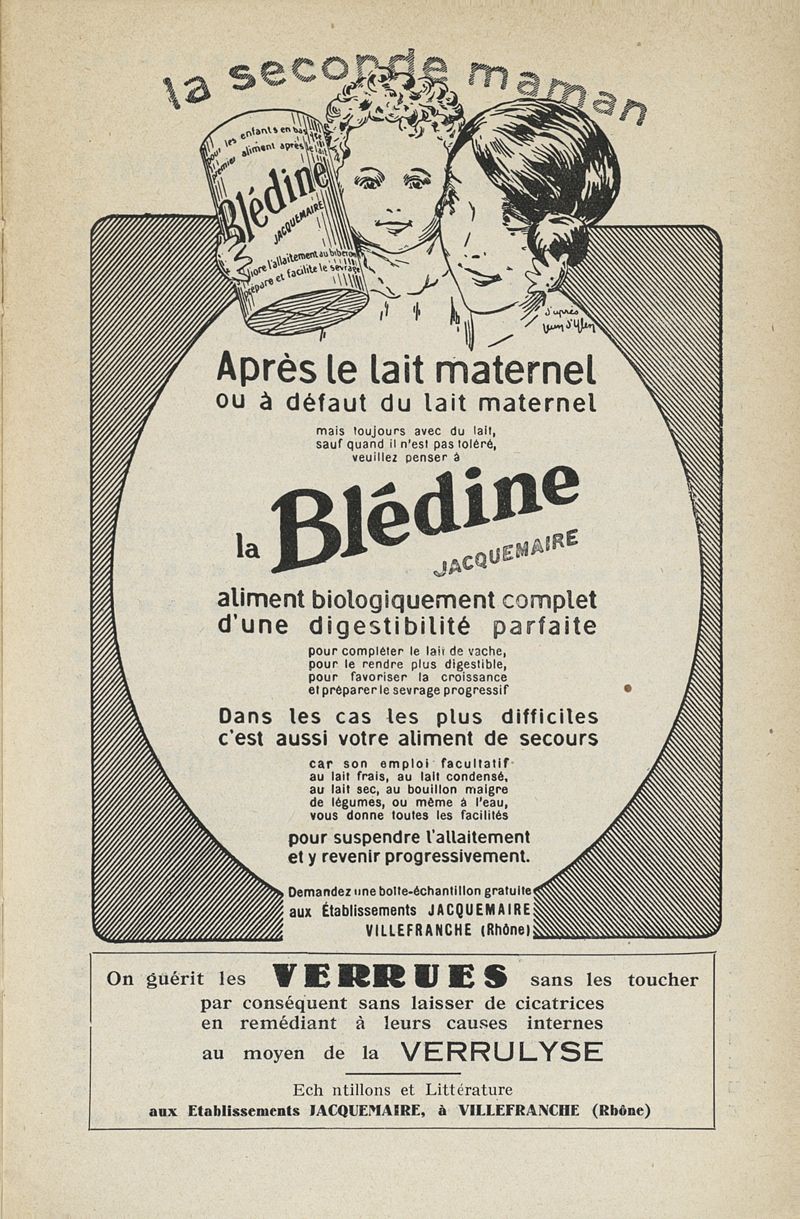 la seconde maman
pour les enfants en bas âge
premier aliment après le lait
Blédine
JACQUEMAIRE
l'allaitement au biberon
prépare et facilite le sevrage
d'après
Après le lait maternel
ou à défaut du lait maternel
mais toujours avec du lait,
sauf quand il n'est pas toléré,
veuillez penser à
la Blédine
JACQUEMAIRE
aliment biologiquement complet
d'une digestibilité parfaite
pour compléter le lait de vache,
pour le rendre plus digestible,
pour favoriser la croissance
et préparer le sevrage progressif
Dans les cas les plus difficiles
c'est aussi votre aliment de secours
car son emploi facultatif
au lait frais, au lait condensé,
au lait sec, au bouillon maigre
de légumes, ou même à l'eau,
vous donne toutes les facilités
pour suspendre l'allaitement
et y revenir progressivement.
Demandez une boîte-échantillon gratuite
aux Établissements JACQUEMAIRE
VILLEFRANCHE (Rhône)
On guérit les VERRUES sans les toucher
par conséquent sans laisser de cicatrices
en remédiant à leurs causes internes
au moyen de la VERRULYSE
Ech ntillons et Littérature
aux Etablissements JACQUEMAIRE, à VILLEFRANCHE (Rhône)